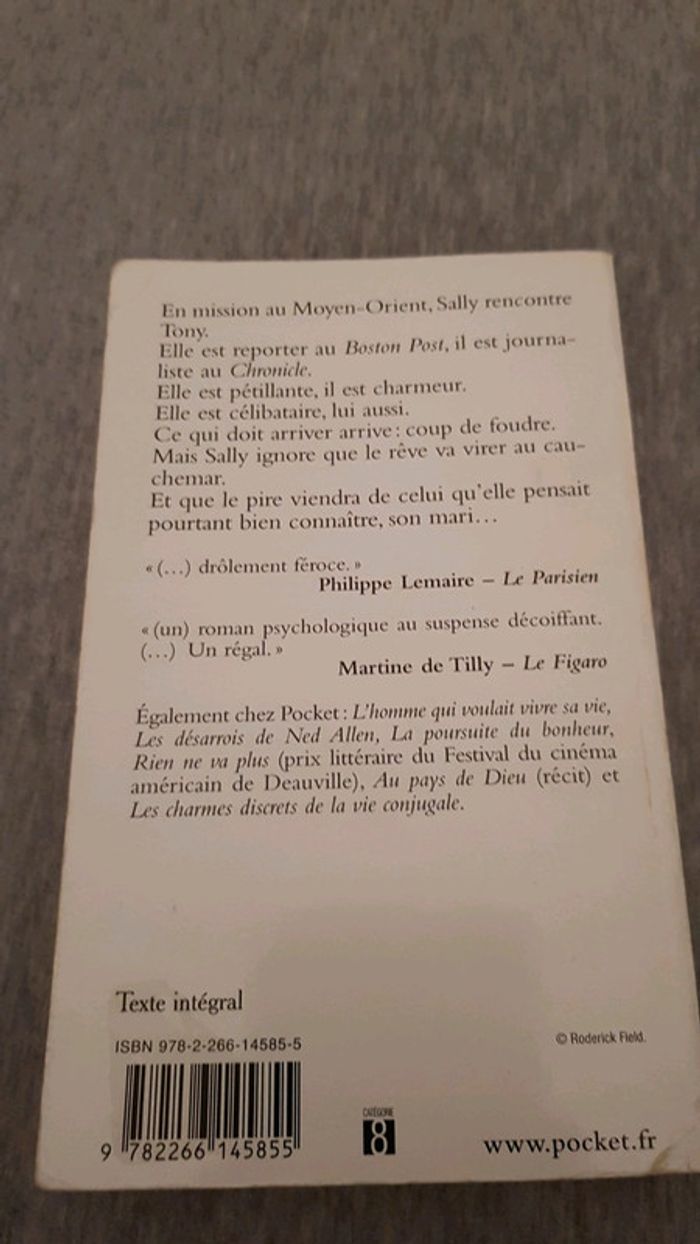 En mission au Moyen-Orient, Sally rencontre
Tony.
Elle est reporter au Boston Post, il est journa-
liste au Chronicle.
Elle est pétillante, il est charmeur.
Elle est célibataire, lui aussi.
Ce qui doit arriver arrive : coup de foudre.
Mais Sally ignore que le rêve va virer au cau-
chemar.
Et que le pire viendra de celui qu'elle pensait
pourtant bien connaître, son mari...
« (...) drôlement féroce. »
Philippe Lemaire – Le Parisien
« (un) roman psychologique au suspense décoiffant.
(...) Un régal. »
Martine de Tilly – Le Figaro
Également chez Pocket : L'homme qui voulait vivre sa vie,
Les désarrois de Ned Allen, La poursuite du bonheur,
Rien ne va plus (prix littéraire du Festival du cinéma
américain de Deauville), Au pays de Dieu (récit) et
Les charmes discrets de la vie conjugale.
Texte intégral
ISBN 978-2-266-14585-5
© Roderick Field.
9 782266 145855
CATÉGORIE
8
www.pocket.fr